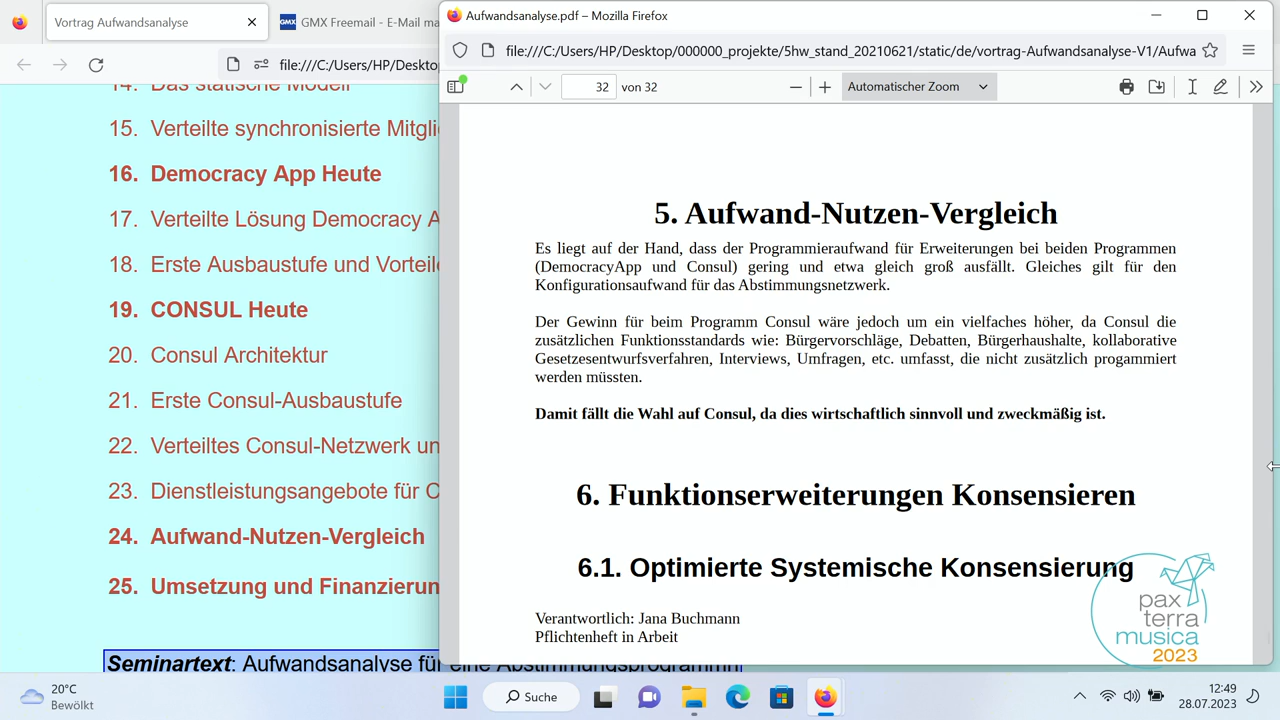 Vortrag Aufwandsanalyse
GMX Freemail - E-Mail ma
file:///C:/Users/HP/Deskto
14. Das statische Modell
15. Verteilte synchronisierte Mitgli
16. Democracy App Heute
17. Verteilte Lösung Democracy A
18. Erste Ausbaustufe und Vorteil
19. CONSUL Heute
20. Consul Architektur
21. Erste Consul-Ausbaustufe
22. Verteiltes Consul-Netzwerk un
23. Dienstleistungsangebote für C
24. Aufwand-Nutzen-Vergleich
25. Umsetzung und Finanzierun
Seminartext: Aufwandsanalyse für eine Abstimmungsprogramm
Aufwandsanalyse.pdf – Mozilla Firefox
file:///C:/Users/HP/Desktop/000000_projekte/5hw_stand_20210621/static/de/vortrag-Aufwandsanalyse-V1/Aufwa
32 von 32
Automatischer Zoom
5. Aufwand-Nutzen-Vergleich
Es liegt auf der Hand, dass der Programmieraufwand für Erweiterungen bei beiden Programmen
(DemocracyApp und Consul) gering und etwa gleich groß ausfällt. Gleiches gilt für den
Konfigurationsaufwand für das Abstimmungsnetzwerk.
Der Gewinn für beim Programm Consul wäre jedoch um ein vielfaches höher, da Consul die
zusätzlichen Funktionsstandards wie: Bürgervorschläge, Debatten, Bürgerhaushalte, kollaborative
Gesetzesentwurfsverfahren, Interviews, Umfragen, etc. umfasst, die nicht zusätzlich progammiert
werden müssten.
Damit fällt die Wahl auf Consul, da dies wirtschaftlich sinnvoll und zweckmäßig ist.
6. Funktionserweiterungen Konsensieren
6.1. Optimierte Systemische Konsensierung
Verantwortlich: Jana Buchmann
Pflichtenheft in Arbeit
pax
terra
musica
2023
20°C
Bewölkt
Suche
12:49
28.07.2023